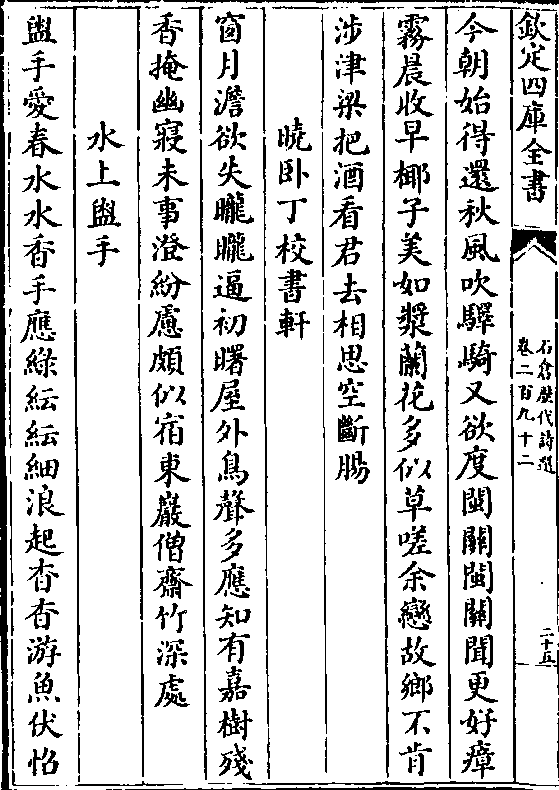 欽定四庫全書
石倉歷代詩選
卷二百九十二
二十五
今朝始得還秋風吹驛騎又欲度閩關閩關聞更好瘴
霧晨收早椰子美如漿蘭花多似草嗟余戀故鄉不肯
涉津梁把酒看君去相思空斷腸
曉卧丁校書軒
窗月澹欲失曨曨逼初曙屋外鳥聲多應知有嘉樹殘
香掩幽寢未事澄紛慮頗似宿東巖僧齋竹深處
水上盥手
盥手愛春水水香手應綠紜紜細浪起杳杳游魚伏怊